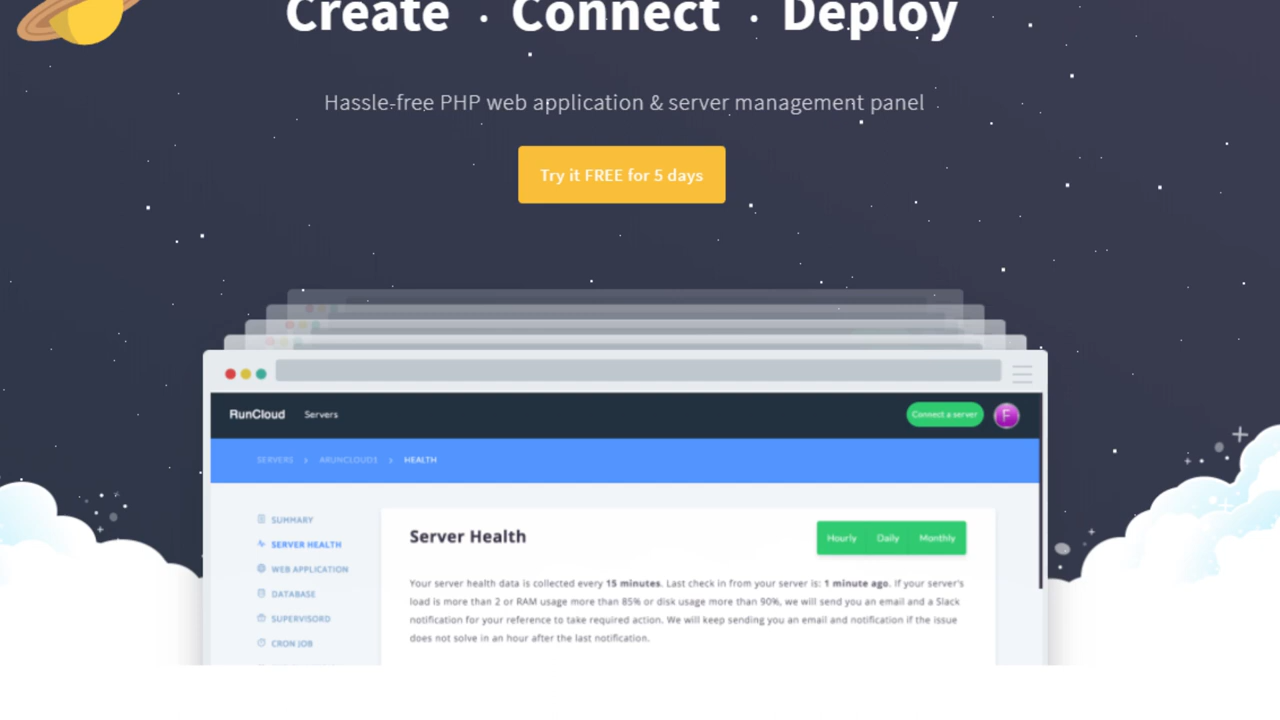 Create · Connect · Deploy
Hassle-free PHP web application & server management panel
Try it FREE for 5 days
RunCloud Servers Connect a server F
SERVERS > ARUNCLOUD1 > HEALTH
SUMMARY
SERVER HEALTH
WEB APPLICATION
DATABASE
SUPERVISORD
CRON JOB
Server Health
Hourly Daily Monthly
Your server health data is collected every 15 minutes. Last check in from your server is: 1 minute ago. If your server's
load is more than 2 or RAM usage more than 85% or disk usage more than 90%, we will send you an email and a Slack
notification for your reference to take required action. We will keep sending you an email and notification if the issue
does not solve in an hour after the last notification.